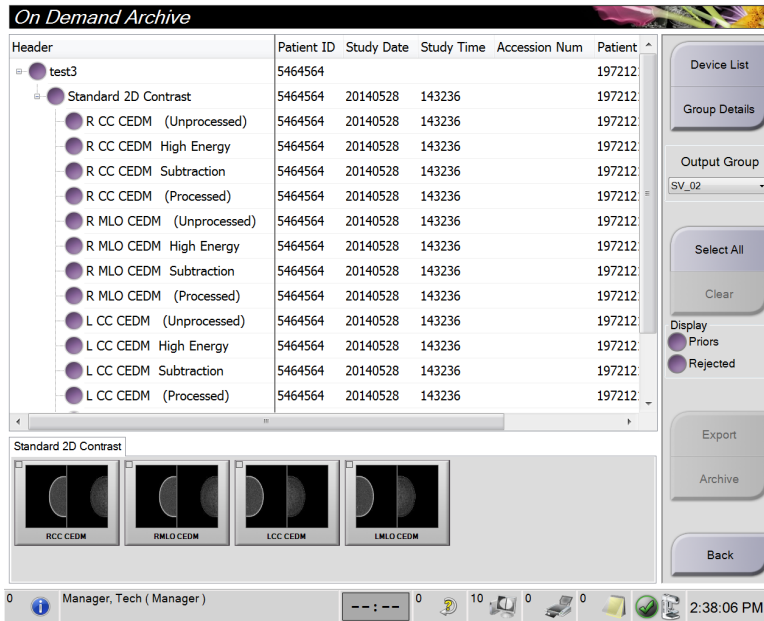 On Demand Archive
Header Patient ID Study Date Study Time Accession Num Patient
test3 5464564 197212
Standard 2D Contrast 5464564 20140528 143236 197212
R CC CEDM (Unprocessed) 5464564 20140528 143236 197212
R CC CEDM High Energy 5464564 20140528 143236 197212
R CC CEDM Subtraction 5464564 20140528 143236 197212
R CC CEDM (Processed) 5464564 20140528 143236 197212
R MLO CEDM (Unprocessed) 5464564 20140528 143236 197212
R MLO CEDM High Energy 5464564 20140528 143236 197212
R MLO CEDM Subtraction 5464564 20140528 143236 197212
R MLO CEDM (Processed) 5464564 20140528 143236 197212
L CC CEDM (Unprocessed) 5464564 20140528 143236 197212
L CC CEDM High Energy 5464564 20140528 143236 197212
L CC CEDM Subtraction 5464564 20140528 143236 197212
L CC CEDM (Processed) 5464564 20140528 143236 197212
Device List
Group Details
Output Group
SV_02
Select All
Clear
Display
Priors
Rejected
Export
Archive
Back
Standard 2D Contrast
RCC CEDM RMLO CEDM LCC CEDM LMLO CEDM
0 Manager, Tech ( Manager ) --:-- 0 10 0 0 2:38:06 PM